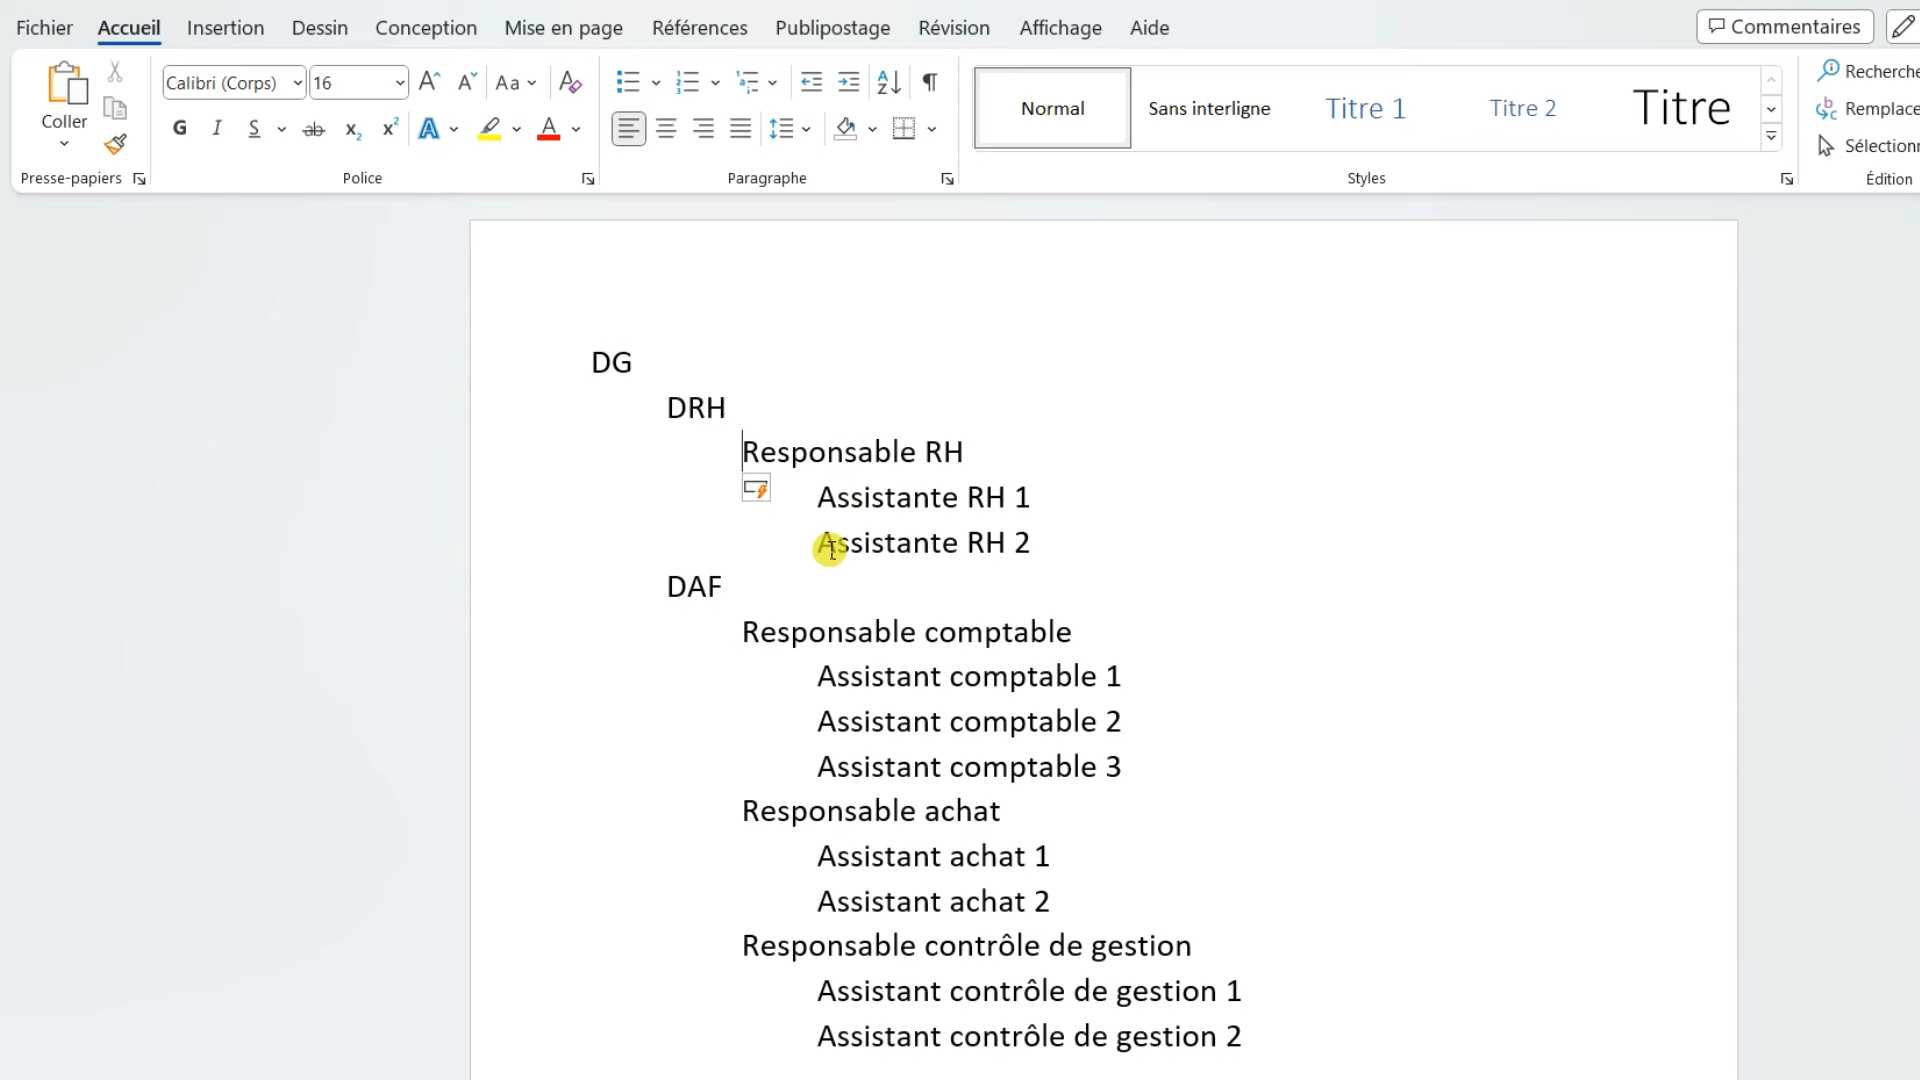 Fichier Accueil Insertion Dessin Conception Mise en page Références Publipostage Révision Affichage Aide Commentaires
Coller
Presse-papiers
Calibri (Corps) 16
G I S ab x₂ x² A A
Police
Paragraphe
Normal Sans interligne Titre 1 Titre 2 Titre
Styles
Recherche
Remplace
Sélectionn
Édition
DG
DRH
Responsable RH
Assistante RH 1
Assistante RH 2
DAF
Responsable comptable
Assistant comptable 1
Assistant comptable 2
Assistant comptable 3
Responsable achat
Assistant achat 1
Assistant achat 2
Responsable contrôle de gestion
Assistant contrôle de gestion 1
Assistant contrôle de gestion 2